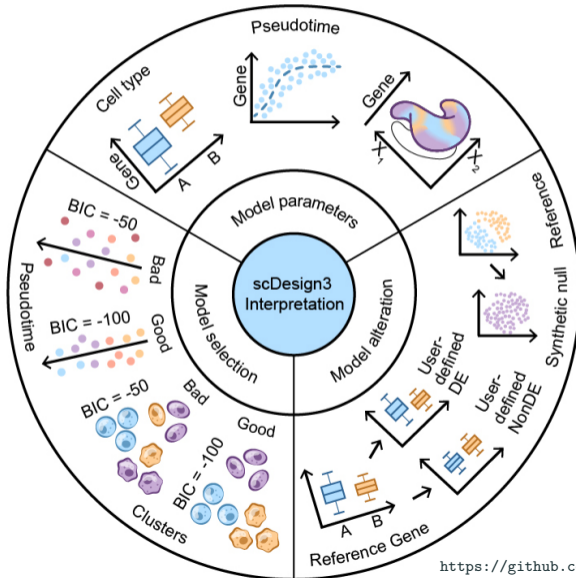 Pseudotime
Cell type
Gene
A
B
Gene
Gene
X1
X2
Model parameters
scDesign3
Interpretation
Model selection
Model alteration
BIC = -50
Bad
BIC = -100
Good
Pseudotime
BIC = -50
Bad
BIC = -100
Good
Clusters
Reference
Synthetic null
User-
defined
DE
User-
defined
NonDE
A
B
Reference Gene
https://github.c